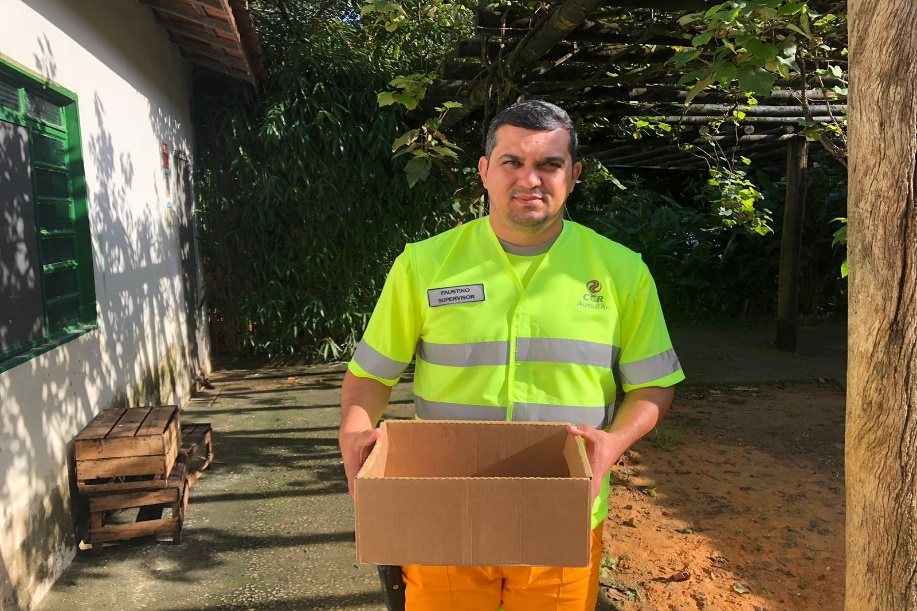 FAUSTINO
SUPERVISOR
CCR
AutoBAn